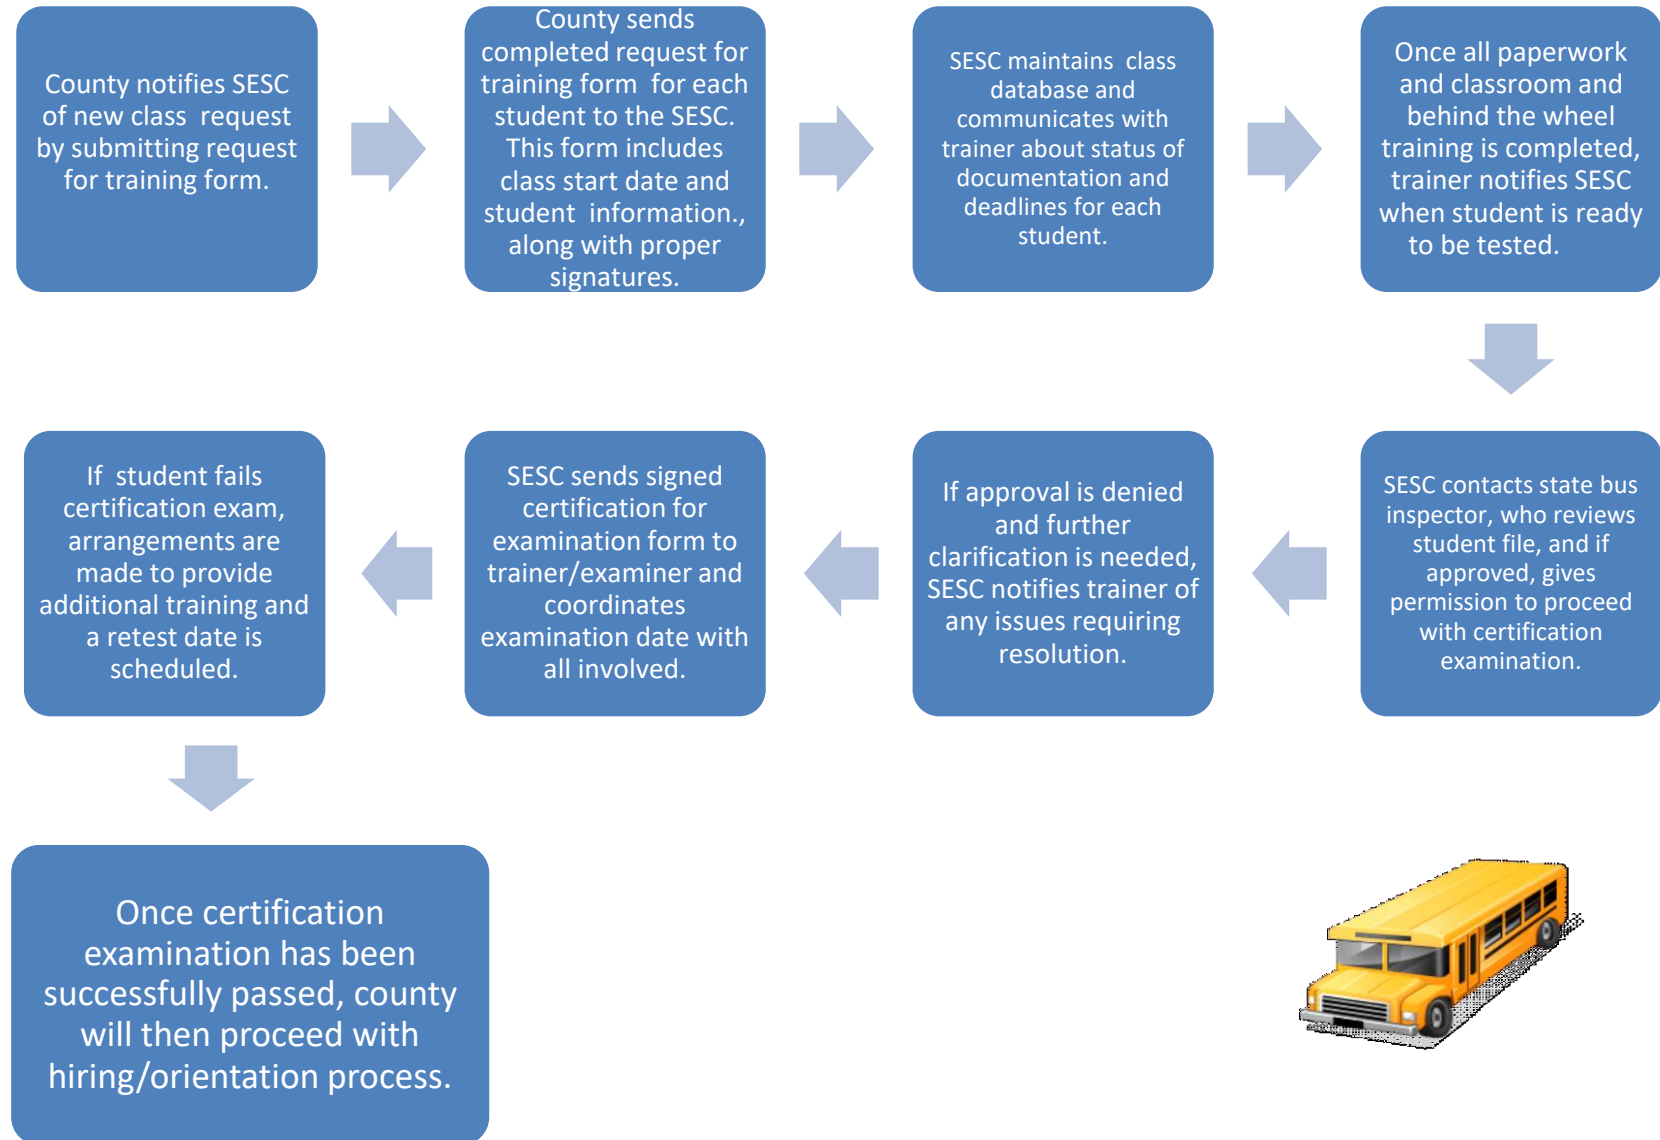 County notifies SESC
of new class request
by submitting request
for training form.
County sends
completed request for
training form for each
student to the SESC.
This form includes
class start date and
student information.,
along with proper
signatures.
SESC maintains class
database and
communicates with
trainer about status of
documentation and
deadlines for each
student.
Once all paperwork
and classroom and
behind the wheel
training is completed,
trainer notifies SESC
when student is ready
to be tested.
SESC contacts state bus
inspector, who reviews
student file, and if
approved, gives
permission to proceed
with certification
examination.
If approval is denied
and further
clarification is needed,
SESC notifies trainer of
any issues requiring
resolution.
SESC sends signed
certification for
examination form to
trainer/examiner and
coordinates
examination date with
all involved.
If student fails
certification exam,
arrangements are
made to provide
additional training and
a retest date is
scheduled.
Once certification
examination has been
successfully passed, county
will then proceed with
hiring/orientation process.